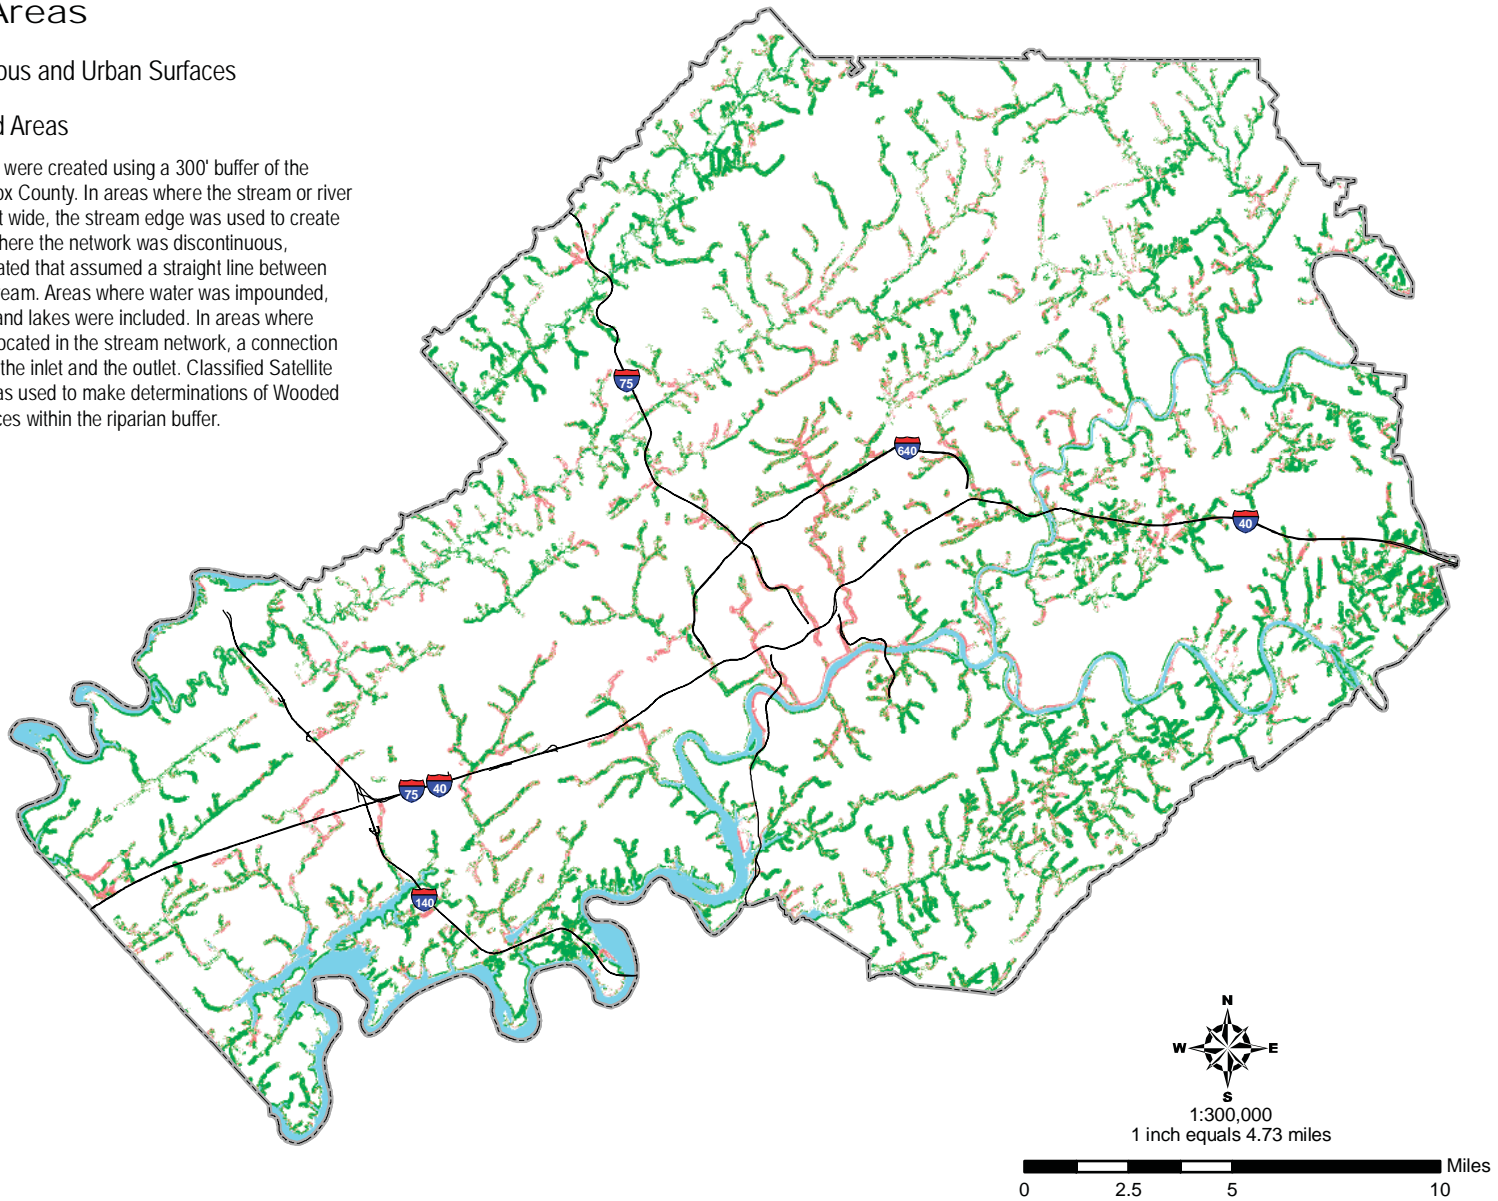 Areas
ous and Urban Surfaces
d Areas
were created using a 300' buffer of the
ox County. In areas where the stream or river
t wide, the stream edge was used to create
here the network was discontinuous,
ated that assumed a straight line between
ream. Areas where water was impounded,
and lakes were included. In areas where
ocated in the stream network, a connection
the inlet and the outlet. Classified Satellite
as used to make determinations of Wooded
ces within the riparian buffer.
75
640
40
75
40
140
N
W
E
S
1:300,000
1 inch equals 4.73 miles
Miles
0
2.5
5
10